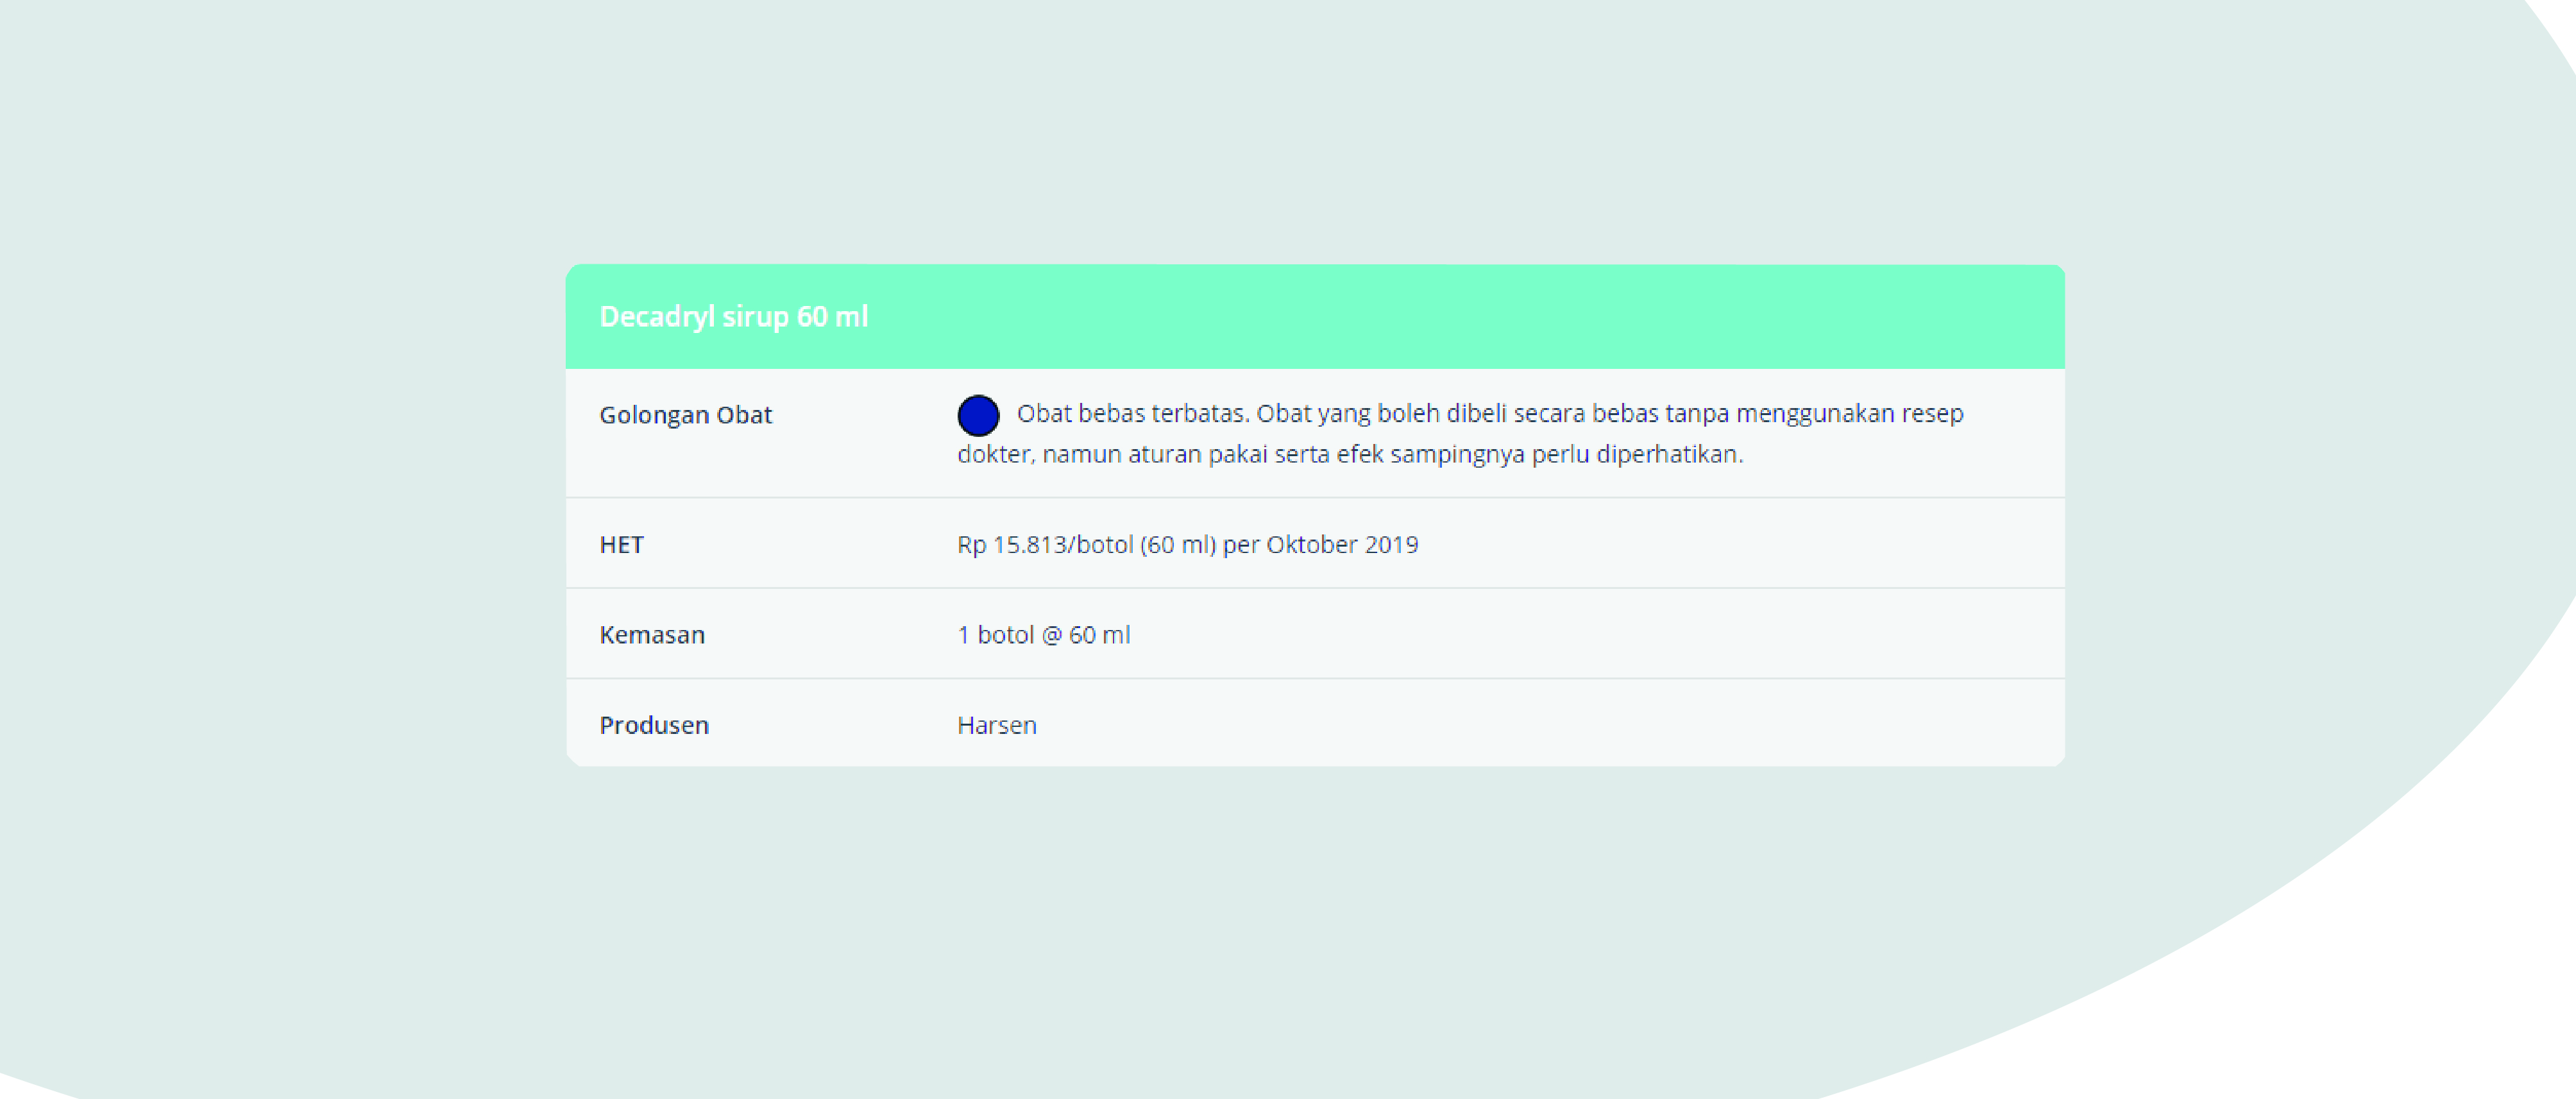 Decadryl sirup 60 ml
Golongan Obat
Obat bebas terbatas. Obat yang boleh dibeli secara bebas tanpa menggunakan resep
dokter, namun aturan pakai serta efek sampingnya perlu diperhatikan.
HET
Rp 15.813/botol (60 ml) per Oktober 2019
Kemasan
1 botol @ 60 ml
Produsen
Harsen